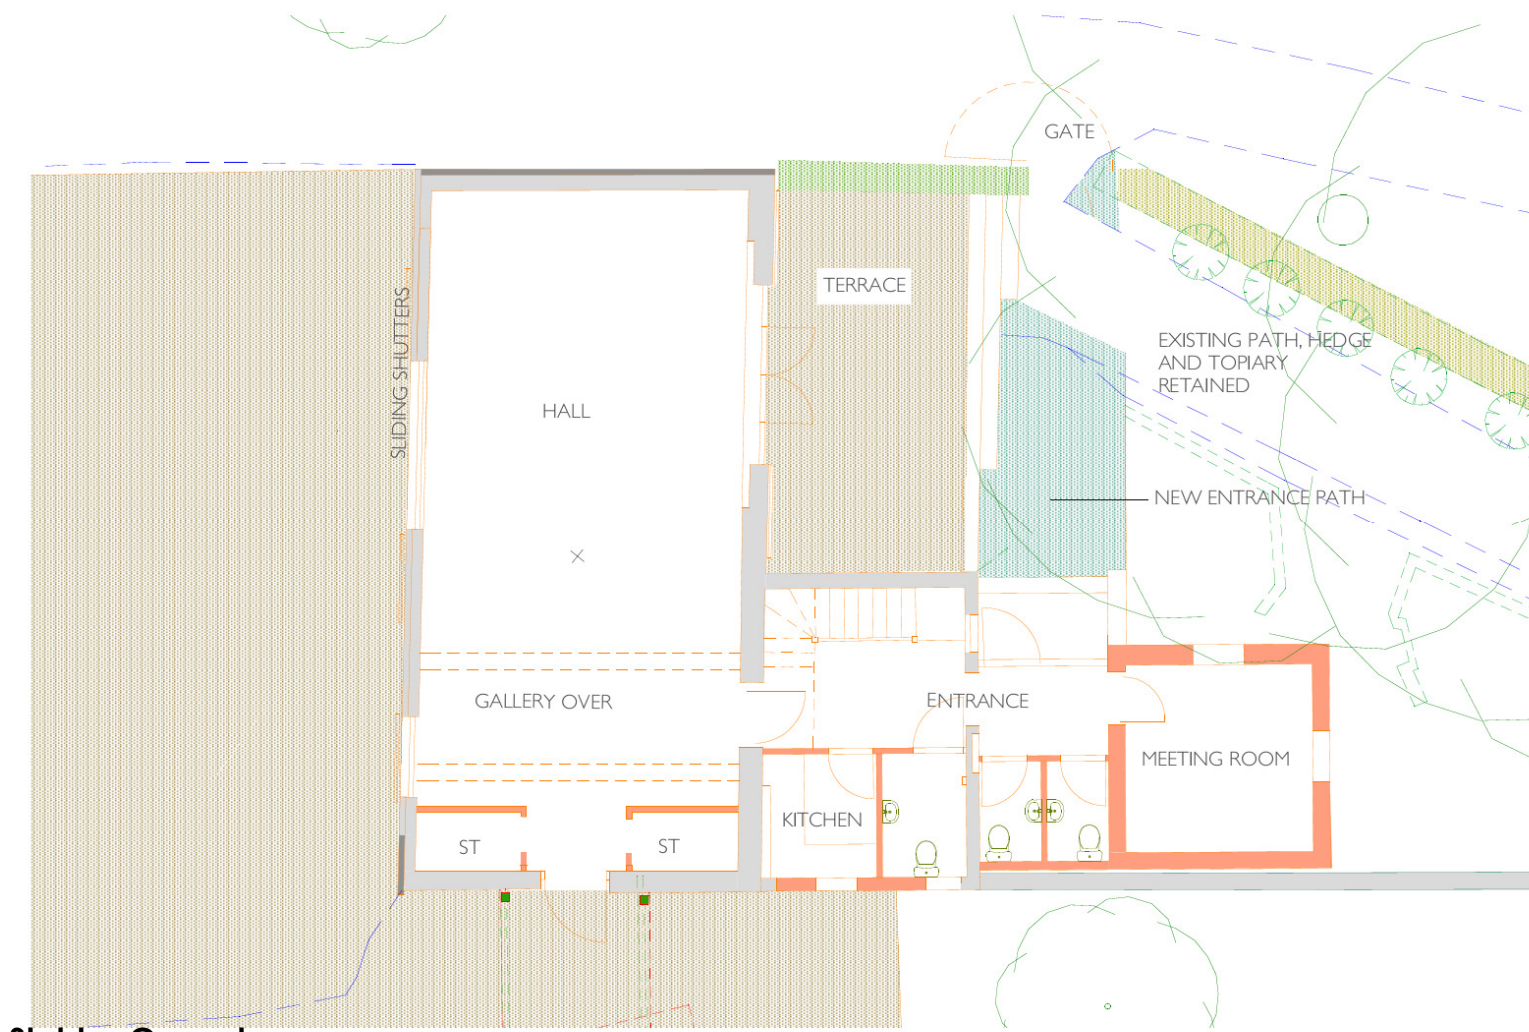 GATE
TERRACE
SLIDING SHUTTERS
EXISTING PATH, HEDGE
AND TOPIARY
RETAINED
HALL
NEW ENTRANCE PATH
GALLERY OVER
ENTRANCE
MEETING ROOM
KITCHEN
ST
ST